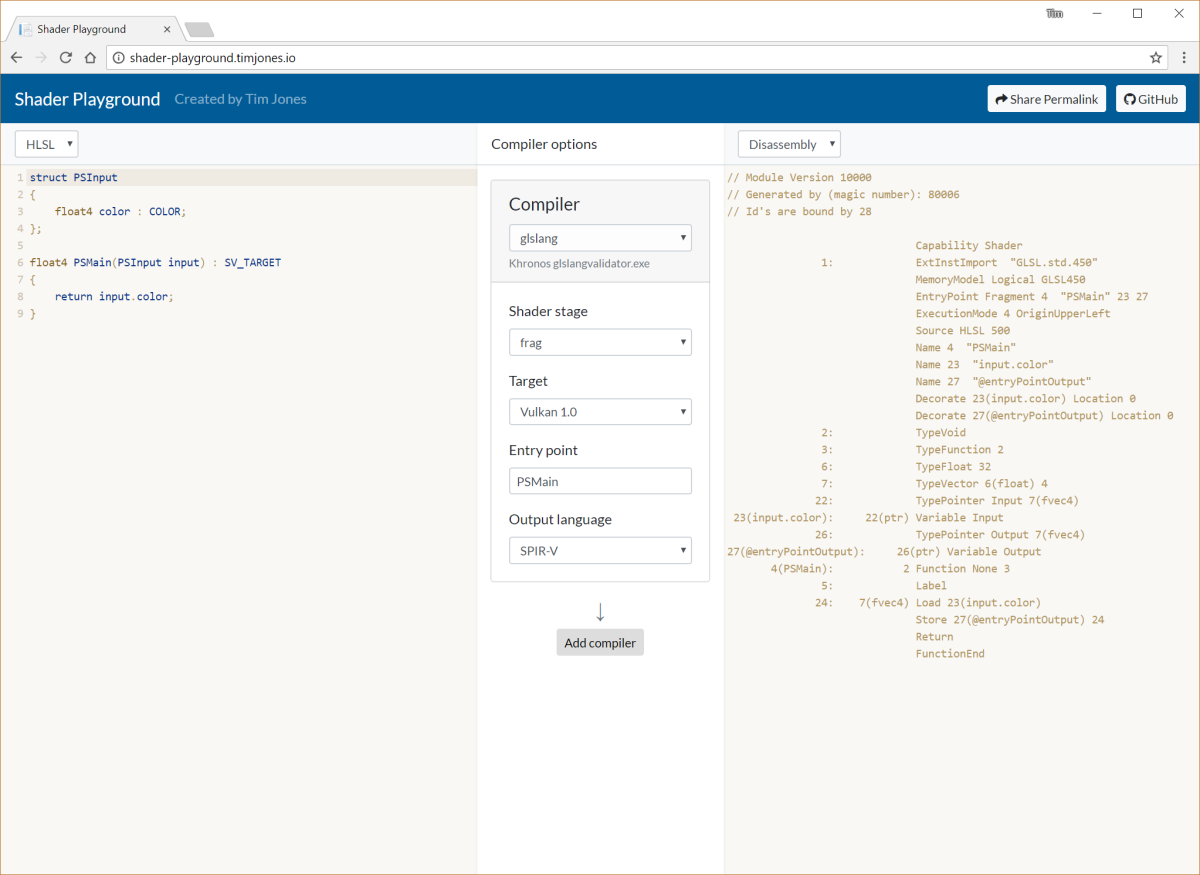 Shader Playground
Tim
shader-playground.timjones.io
Shader Playground Created by Tim Jones
Share Permalink
GitHub
HLSL
1 struct PSInput
2 {
3     float4 color : COLOR;
4 };
5
6 float4 PSMain(PSInput input) : SV_TARGET
7 {
8     return input.color;
9 }
Compiler options
Compiler
glslang
Khronos glslangvalidator.exe
Shader stage
frag
Target
Vulkan 1.0
Entry point
PSMain
Output language
SPIR-V
↓
Add compiler
Disassembly
// Module Version 10000
// Generated by (magic number): 80006
// Id's are bound by 28
Capability Shader
1:             ExtInstImport  "GLSL.std.450"
MemoryModel Logical GLSL450
EntryPoint Fragment 4  "PSMain" 23 27
ExecutionMode 4 OriginUpperLeft
Source HLSL 500
Name 4  "PSMain"
Name 23  "input.color"
Name 27  "@entryPointOutput"
Decorate 23(input.color) Location 0
Decorate 27(@entryPointOutput) Location 0
2:             TypeVoid
3:             TypeFunction 2
6:             TypeFloat 32
7:             TypeVector 6(float) 4
22:             TypePointer Input 7(fvec4)
23(input.color):     22(ptr) Variable Input
26:             TypePointer Output 7(fvec4)
27(@entryPointOutput):     26(ptr) Variable Output
4(PSMain):           2 Function None 3
5:             Label
24:    7(fvec4) Load 23(input.color)
Store 27(@entryPointOutput) 24
Return
FunctionEnd